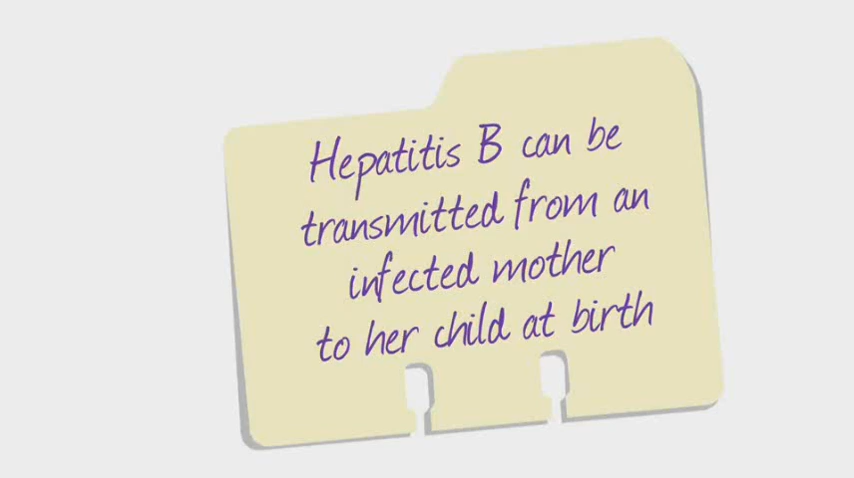 Hepatitis B can be
transmitted from an
infected mother
to her child at birth